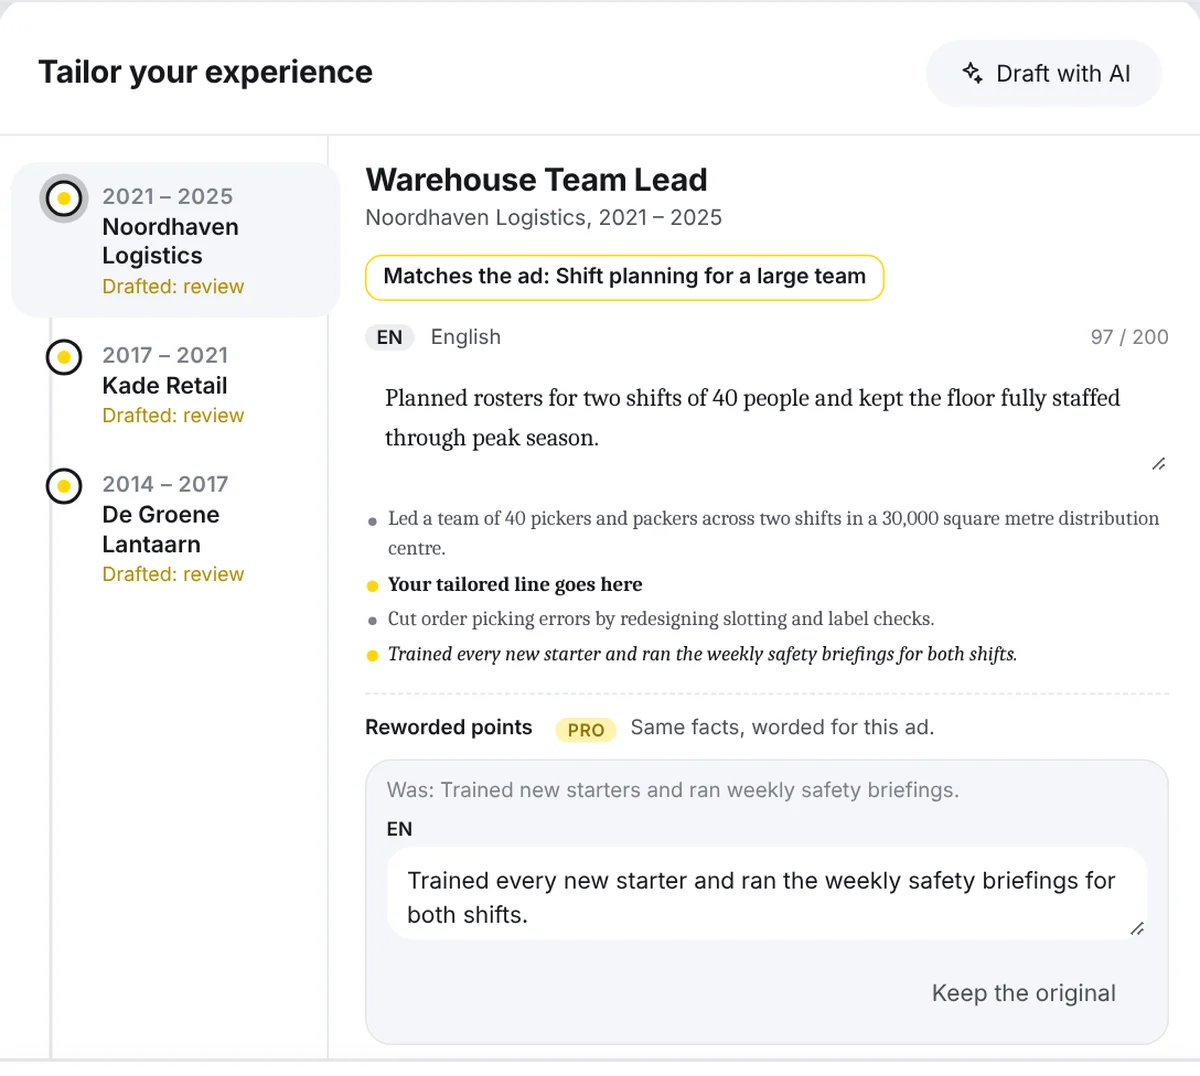 Tailor your experience
Draft with AI
2021 – 2025
Noordhaven
Logistics
Drafted: review
2017 – 2021
Kade Retail
Drafted: review
2014 – 2017
De Groene
Lantaarn
Drafted: review
Warehouse Team Lead
Noordhaven Logistics, 2021 – 2025
Matches the ad: Shift planning for a large team
EN English 97 / 200
Planned rosters for two shifts of 40 people and kept the floor fully staffed
through peak season.
Led a team of 40 pickers and packers across two shifts in a 30,000 square metre distribution
centre.
Your tailored line goes here
Cut order picking errors by redesigning slotting and label checks.
Trained every new starter and ran the weekly safety briefings for both shifts.
Reworded points PRO Same facts, worded for this ad.
Was: Trained new starters and ran weekly safety briefings.
EN
Trained every new starter and ran the weekly safety briefings for
both shifts.
Keep the original